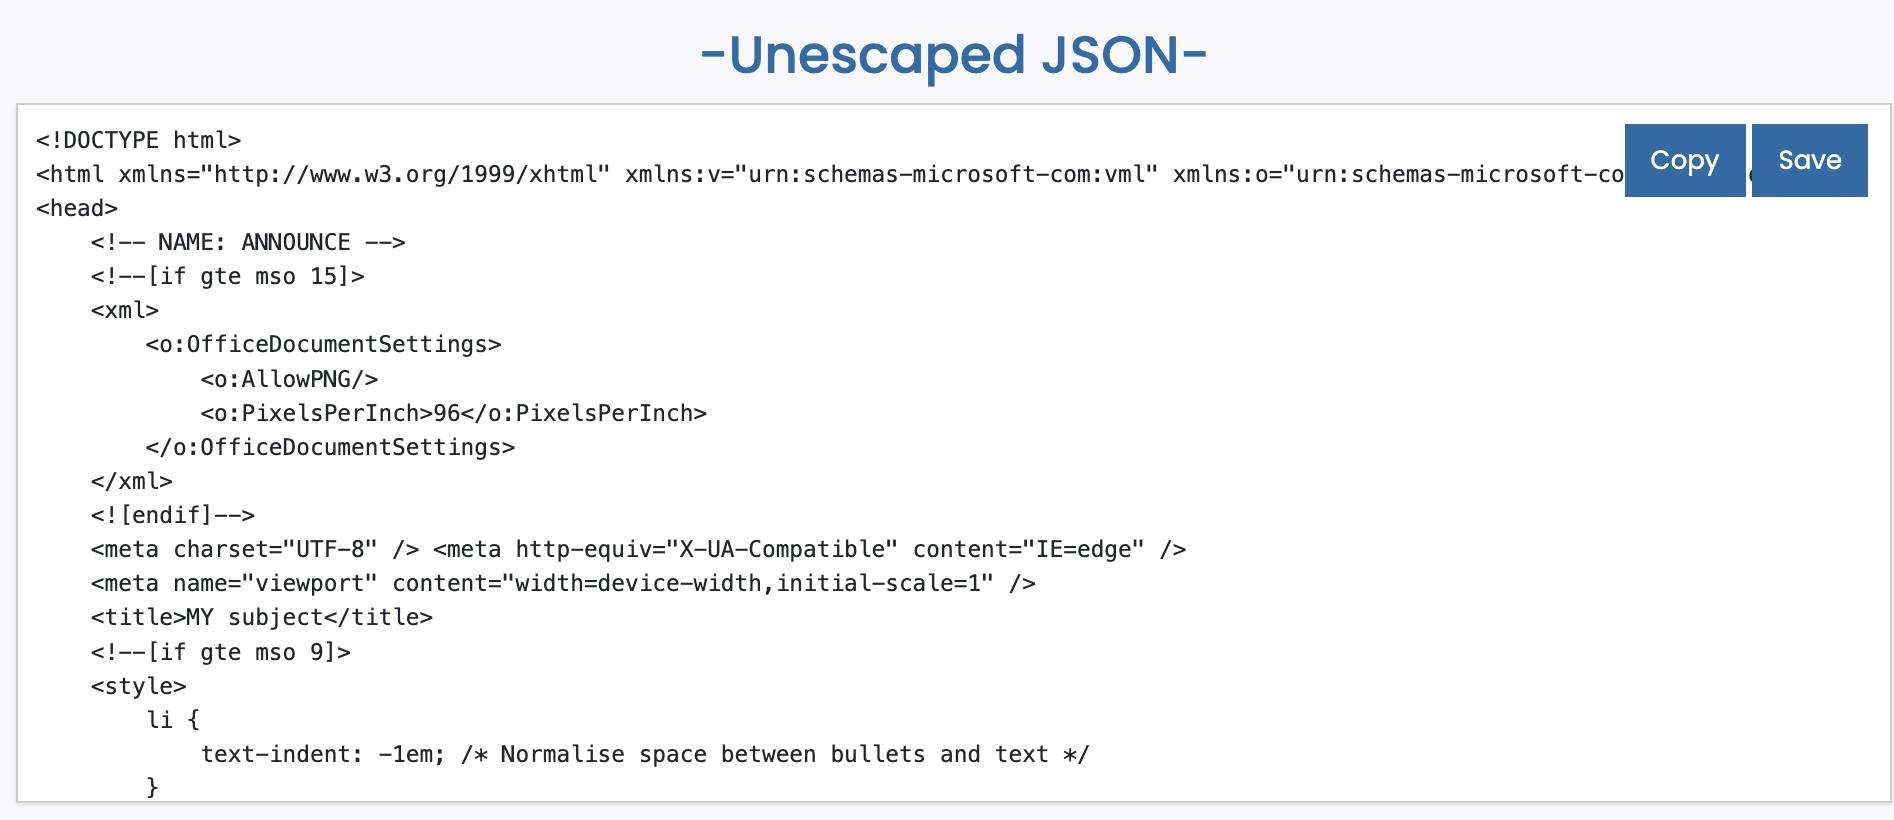 -Unescaped JSON-
Copy Save
<!DOCTYPE html>
<html xmlns="http://www.w3.org/1999/xhtml" xmlns:v="urn:schemas-microsoft-com:vml" xmlns:o="urn:schemas-microsoft-co
<head>
    <!-- NAME: ANNOUNCE -->
    <!--[if gte mso 15]>
    <xml>
        <o:OfficeDocumentSettings>
            <o:AllowPNG/>
            <o:PixelsPerInch>96</o:PixelsPerInch>
        </o:OfficeDocumentSettings>
    </xml>
    <![endif]-->
    <meta charset="UTF-8" /> <meta http-equiv="X-UA-Compatible" content="IE=edge" />
    <meta name="viewport" content="width=device-width,initial-scale=1" />
    <title>MY subject</title>
    <!--[if gte mso 9]>
    <style>
        li {
            text-indent: -1em; /* Normalise space between bullets and text */
        }